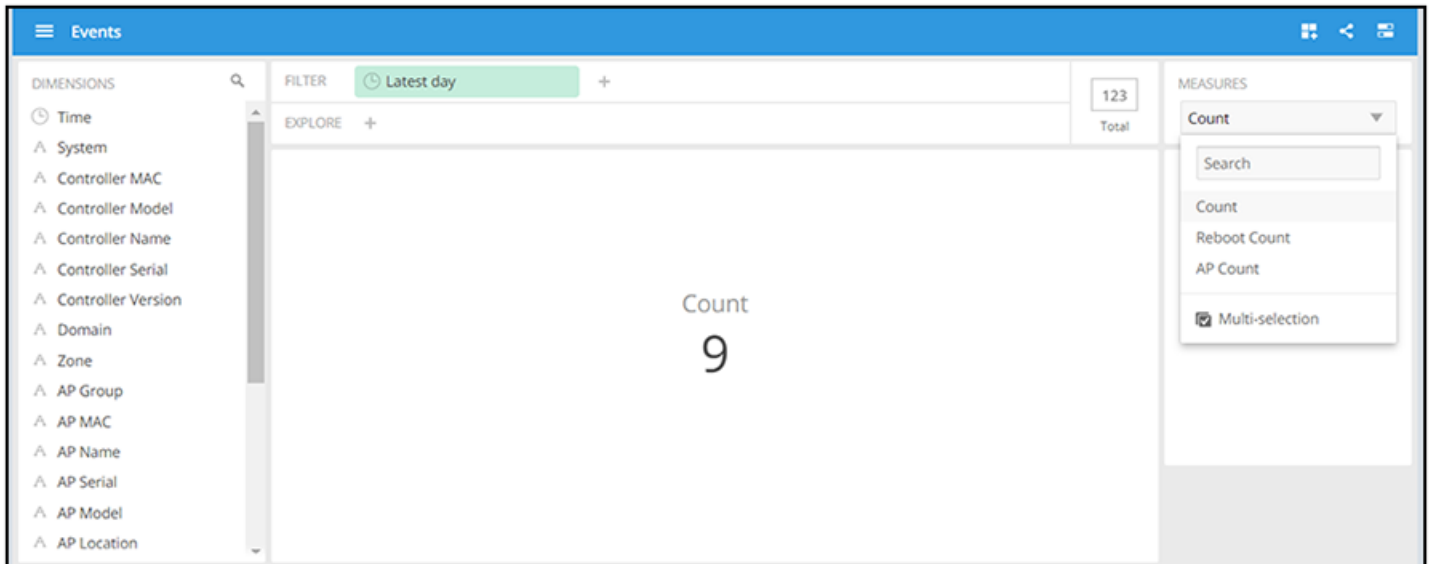 Events
DIMENSIONS
Time
System
Controller MAC
Controller Model
Controller Name
Controller Serial
Controller Version
Domain
Zone
AP Group
AP MAC
AP Name
AP Serial
AP Model
AP Location
FILTER Latest day +
EXPLORE +
123
Total
Count
9
MEASURES
Count
Search
Count
Reboot Count
AP Count
Multi-selection